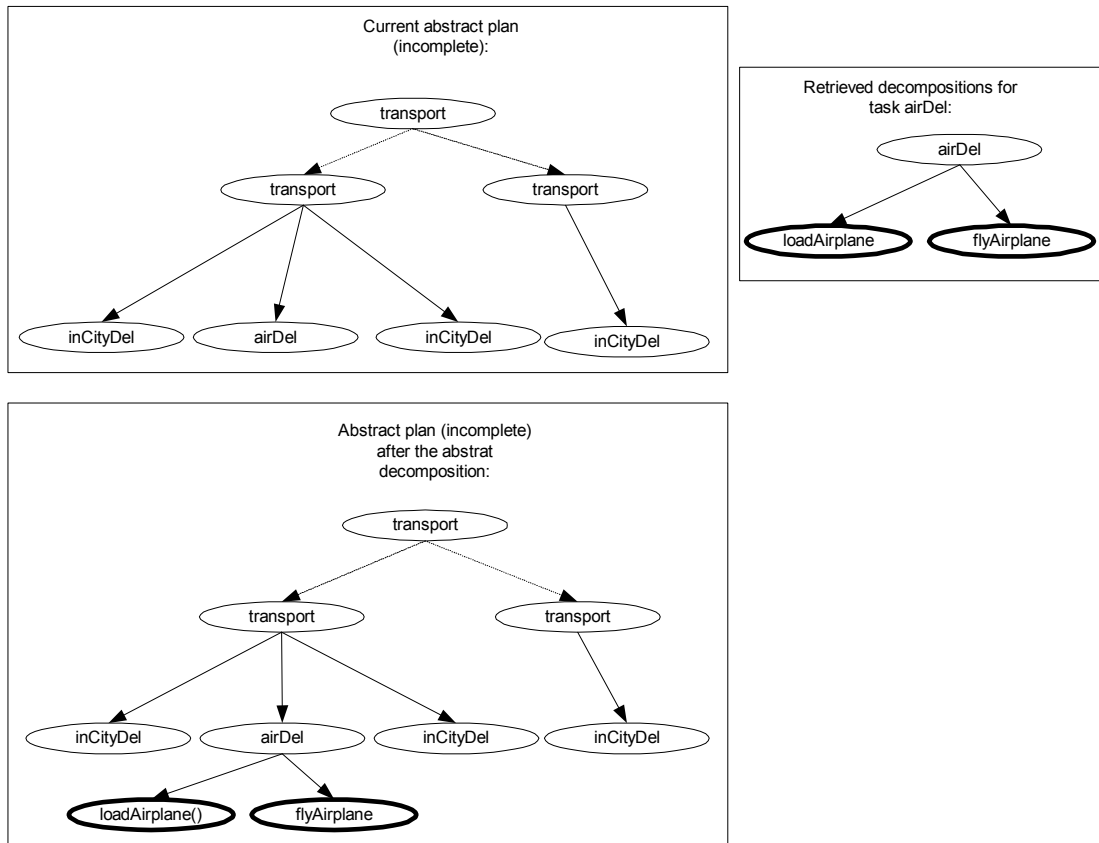 Current abstract plan
(incomplete):
transport
transport
transport
inCityDel
airDel
inCityDel
inCityDel
Retrieved decompositions for
task airDel:
airDel
loadAirplane
flyAirplane
Abstract plan (incomplete)
after the abstrat
decomposition:
transport
transport
transport
inCityDel
airDel
inCityDel
inCityDel
loadAirplane()
flyAirplane